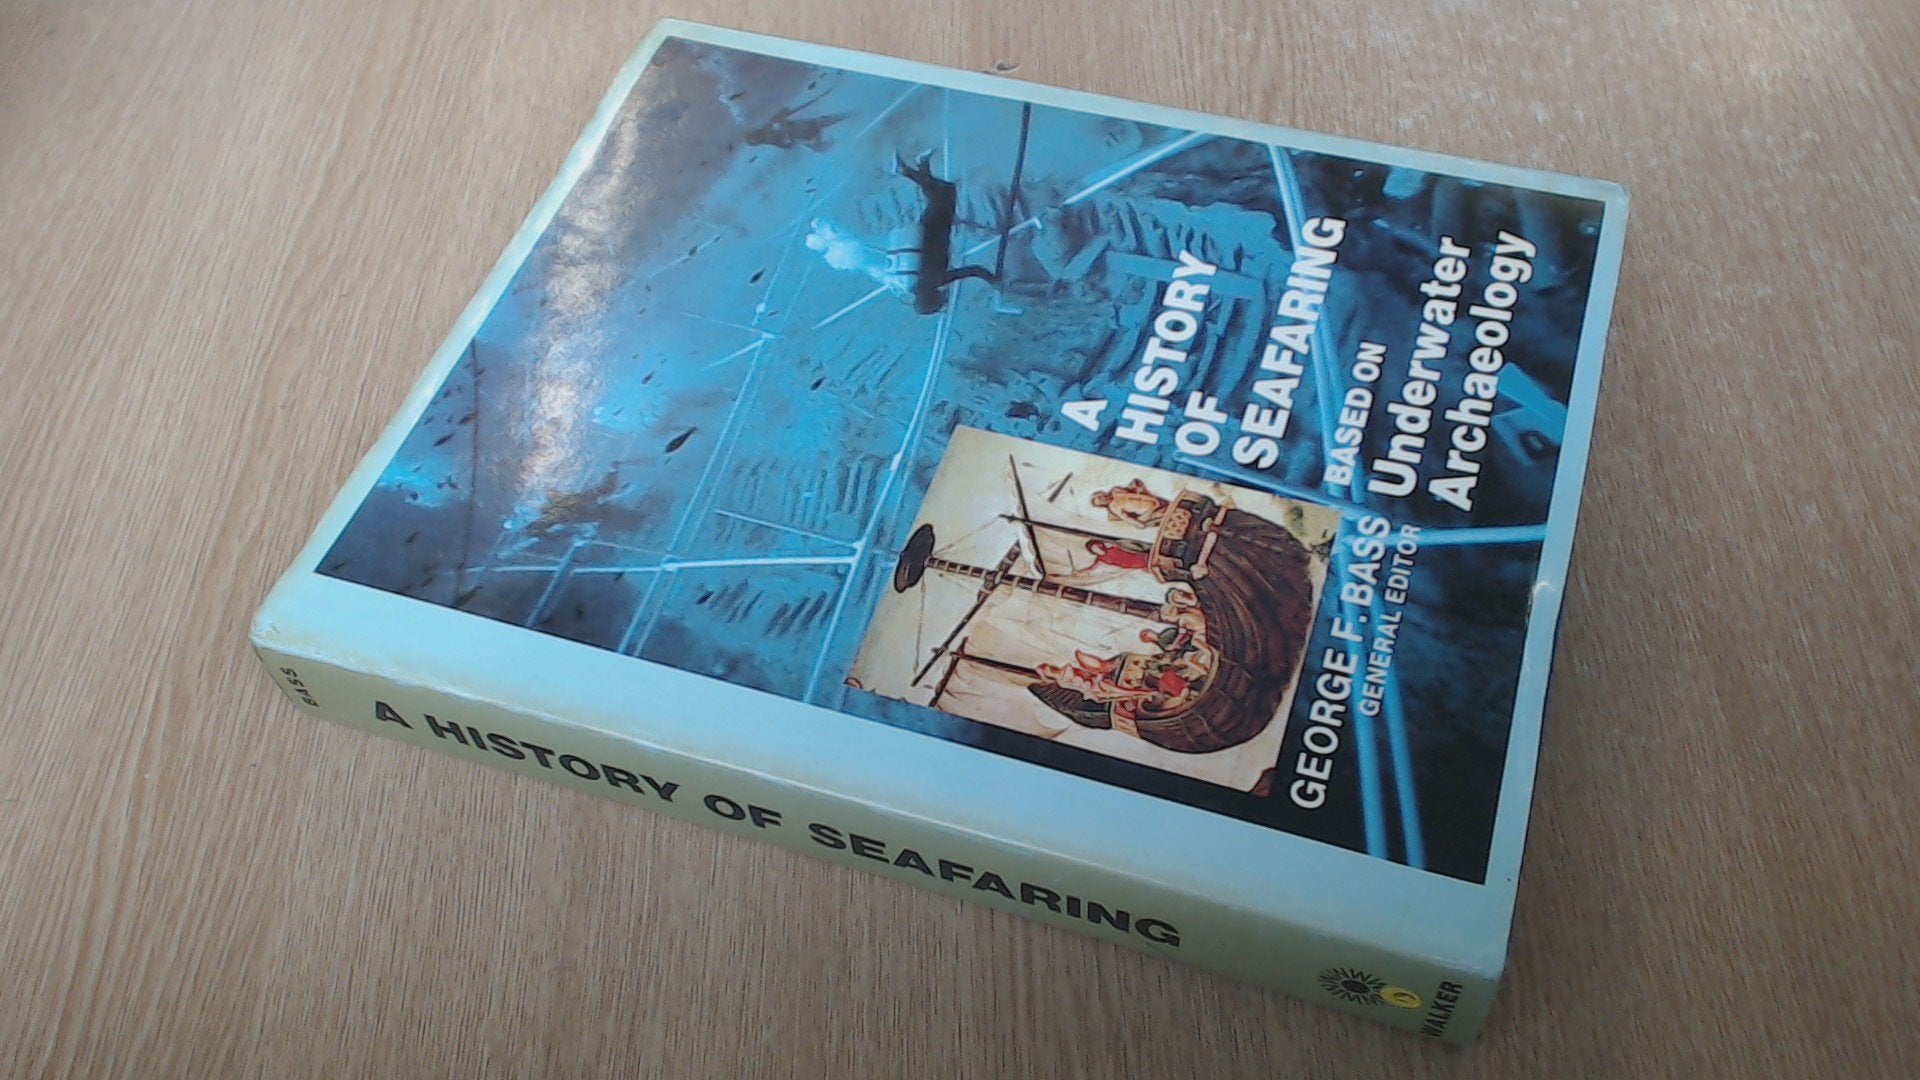 A
HISTORY
OF
SEAFARING
BASED ON
Underwater
Archaeology
GEORGE F. BASS
GENERAL EDITOR
BASS
A HISTORY OF SEAFARING
WALKER